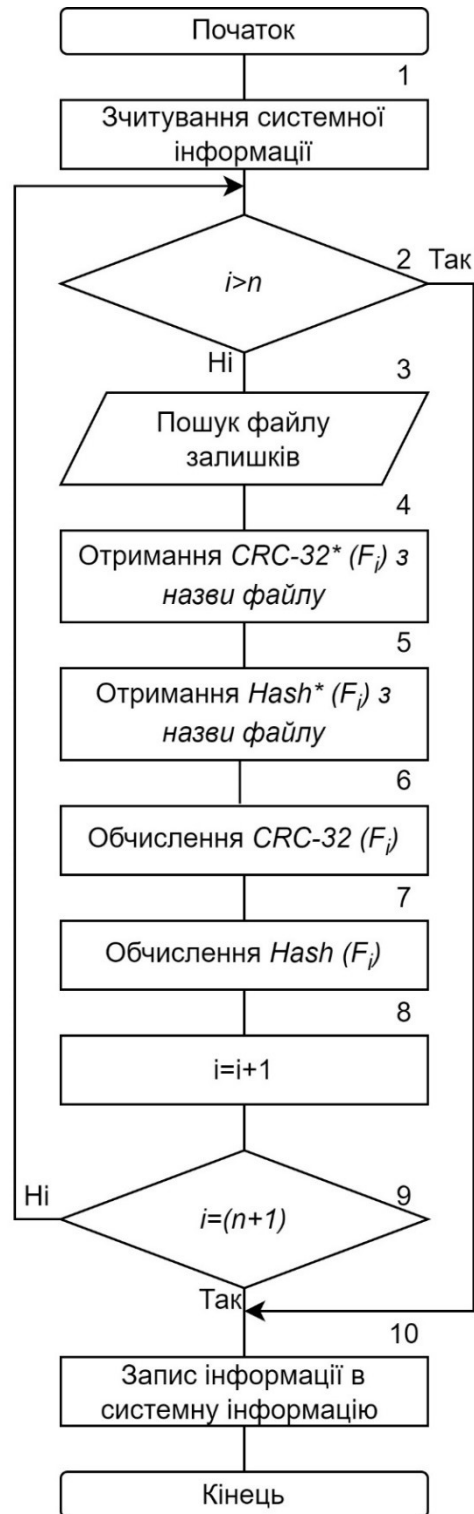 Початок
1
Зчитування системної
інформації
2 Так
i>n
Ні
3
Пошук файлу
залишків
4
Отримання CRC-32* (Fi) з
назви файлу
5
Отримання Hash* (Fi) з
назви файлу
6
Обчислення CRC-32 (Fi)
7
Обчислення Hash (Fi)
8
i=i+1
Ні
9
i=(n+1)
Так
10
Запис інформації в
системну інформацію
Кінець